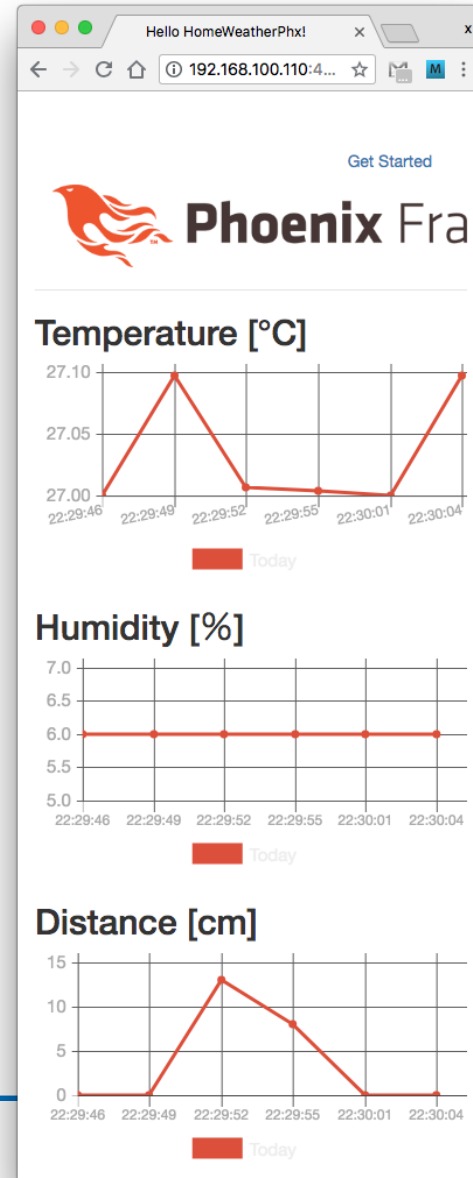 Hello HomeWeatherPhx!
192.168.100.110:4...
M
Get Started
Phoenix Fra
Temperature [°C]
27.10
27.05
27.00
22:29:46 22:29:49 22:29:52 22:29:55 22:30:01 22:30:04
Today
Humidity [%]
7.0
6.5
6.0
5.5
5.0
22:29:46 22:29:49 22:29:52 22:29:55 22:30:01 22:30:04
Today
Distance [cm]
15
10
5
0
22:29:46 22:29:49 22:29:52 22:29:55 22:30:01 22:30:04
Today